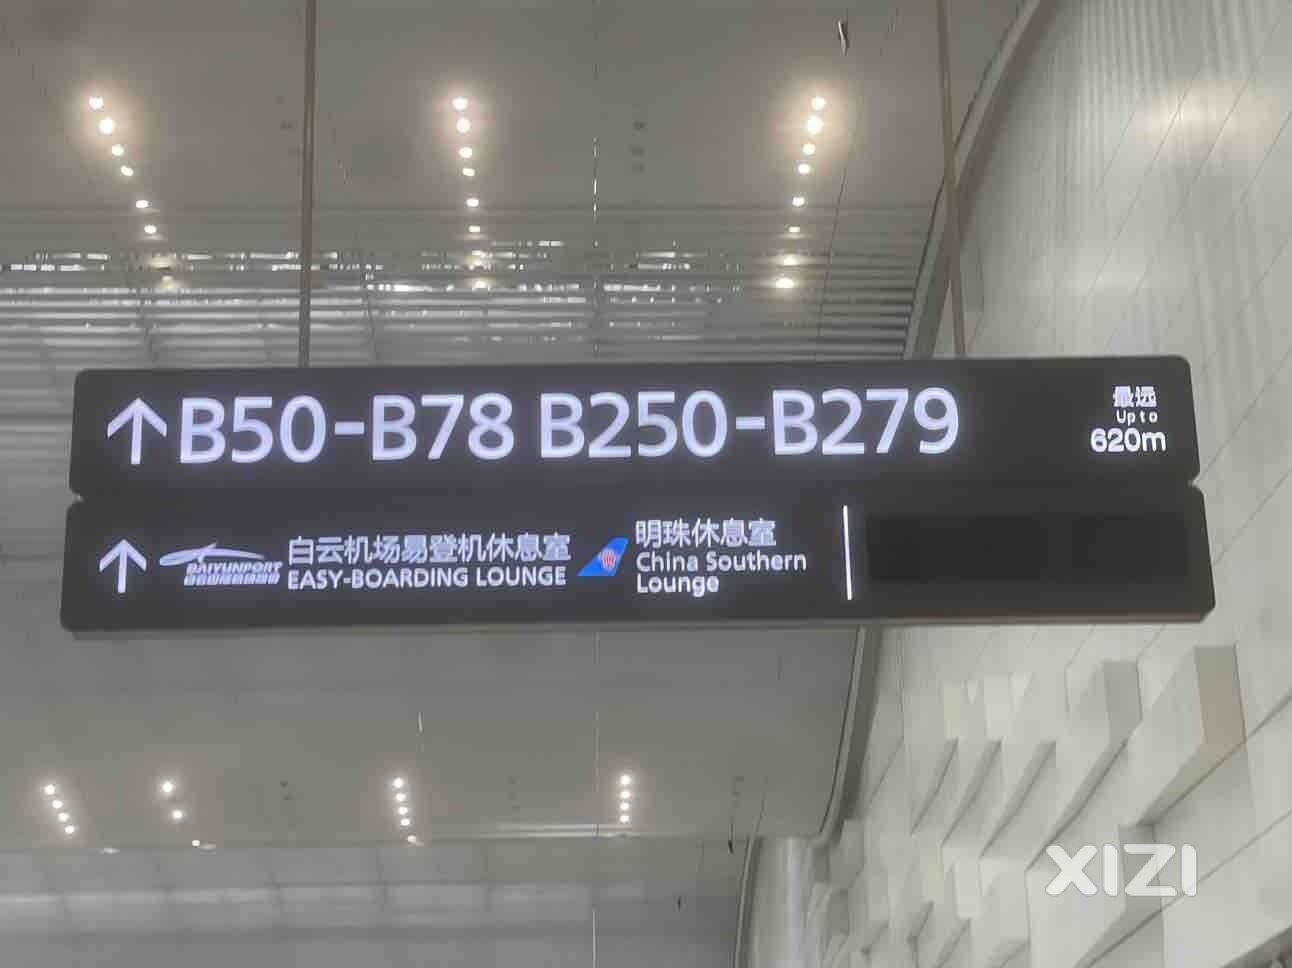 ↑B50-B78 B250-B279
最远
Up to
620m
↑
BAIYUNPORT
白云机场易登机休息室
EASY-BOARDING LOUNGE
明珠休息室
China Southern
Lounge
XIZI